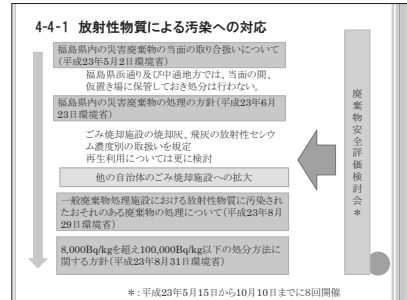 4-4-1 放射性物質による汚染への対応
福島県内の災害廃棄物の当面の取り合扱いについて
(平成23年5月2日環境省)
福島県浜通り及び中通地方では、当面の間、
仮置き場に保管しておき処分は行わない。
福島県内の災害廃棄物の処理の方針(平成23年6月
23日環境省)
ごみ焼却施設の焼却灰、飛灰の放射性セシウ
ム濃度別の取扱いを規定
再生利用については更に検討
他の自治体のごみ焼却施設への拡大
一般廃棄物処理施設における放射性物質に汚染され
たおそれのある廃棄物の処理について(平成23年8月
29日環境省)
8,000Bq/kgを超え100,000Bq/kg以下の処分方法に
関する方針(平成23年8月31日環境省)
廃棄物安全評価検討会*
*:平成23年5月15日から10月10日までに8回開催